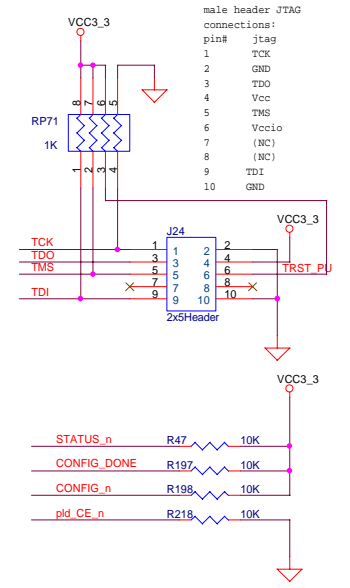 male header JTAG
connections:
pin# jtag
1 TCK
2 GND
3 TDO
4 Vcc
5 TMS
6 Vccio
7 (NC)
8 (NC)
9 TDI
10 GND
VCC3_3
8 7 6 5
RP71
1K
1 2 3 4
J24
VCC3_3
TCK 1 1 2 2
TDO 3 3 4 4
TMS 5 5 6 6 TRST_PU
7 7 8 8
TDI 9 9 10 10
2x5Header
VCC3_3
STATUS_n R47 10K
CONFIG_DONE R197 10K
CONFIG_n R198 10K
pld_CE_n R218 10K